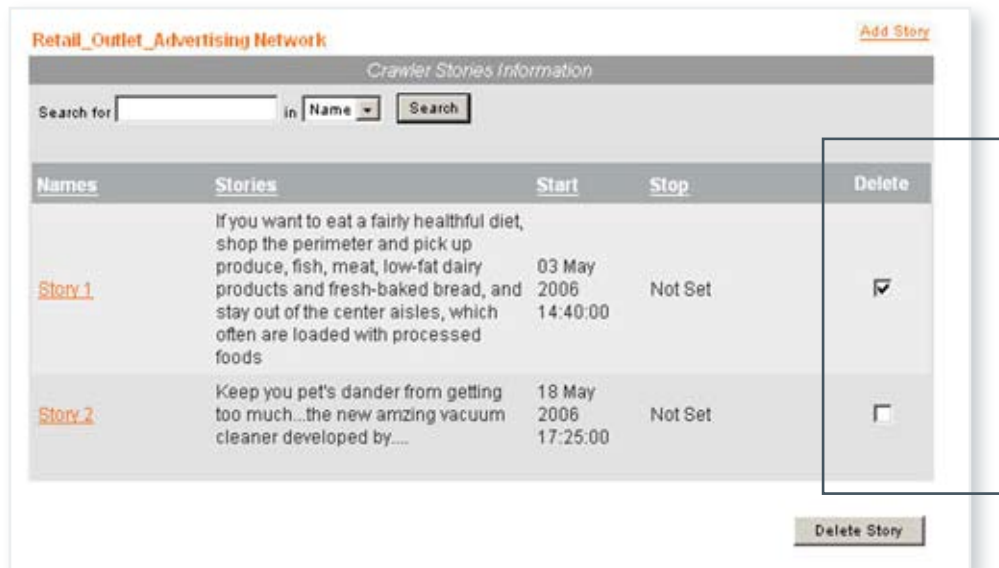 Retail_Outlet_Advertising Network
Add Story
Crawler Stories Information
Search for in Name Search
Names Stories Start Stop Delete
If you want to eat a fairly healthful diet,
shop the perimeter and pick up
produce, fish, meat, low-fat dairy
products and fresh-baked bread, and
stay out of the center aisles, which
often are loaded with processed
foods
Story 1
03 May
2006
14:40:00
Not Set
Keep you pet's dander from getting
too much...the new amzing vacuum
cleaner developed by....
Story 2
18 May
2006
17:25:00
Not Set
Delete Story